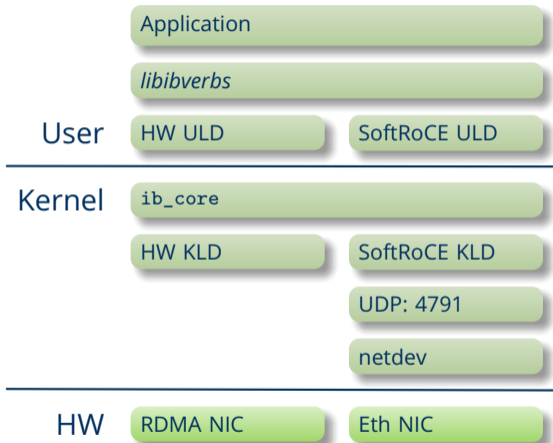 Application
libibverbs
User HW ULD SoftRoCE ULD
Kernel ib_core
HW KLD SoftRoCE KLD
UDP: 4791
netdev
HW RDMA NIC Eth NIC